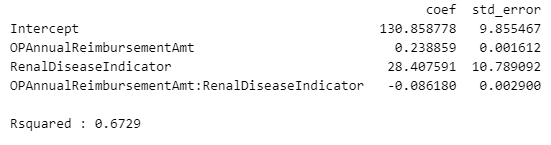 coef std_error
Intercept 130.858778 9.855467
OPAnnualReimbursementAmt 0.238859 0.001612
RenalDiseaseIndicator 28.407591 10.789092
OPAnnualReimbursementAmt:RenalDiseaseIndicator -0.086180 0.002900
Rsquared : 0.6729